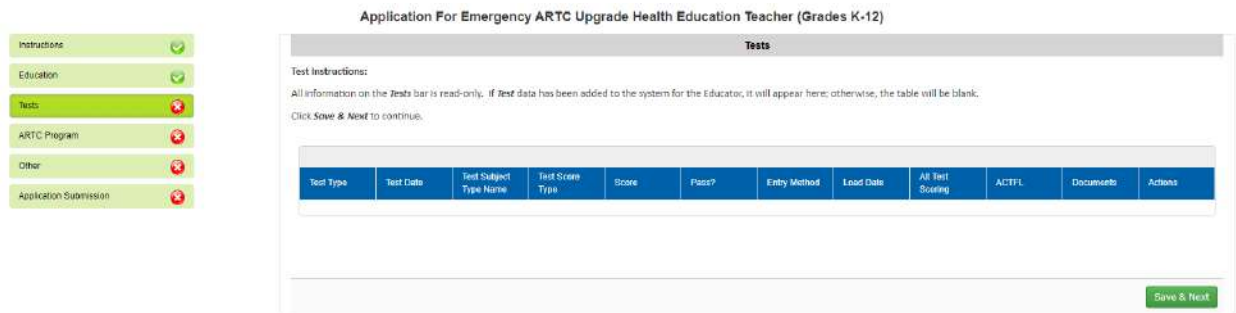 Application For Emergency ARTC Upgrade Health Education Teacher (Grades K-12)
Instructions
Education
Tests
ARTC Program
Other
Application Submission
Tests
Test Instructions:
All information on the Tests bar is read-only. If Test data has been added to the system for the Educator, it will appear here; otherwise, the table will be blank.
Click Save & Next to continue.
Test Type
Test Date
Test Subject
Type Name
Test Score
Type
Score
Pass?
Entry Method
Load Date
Alt Test
Scoring
ACTFL
Documents
Actions
Save & Next